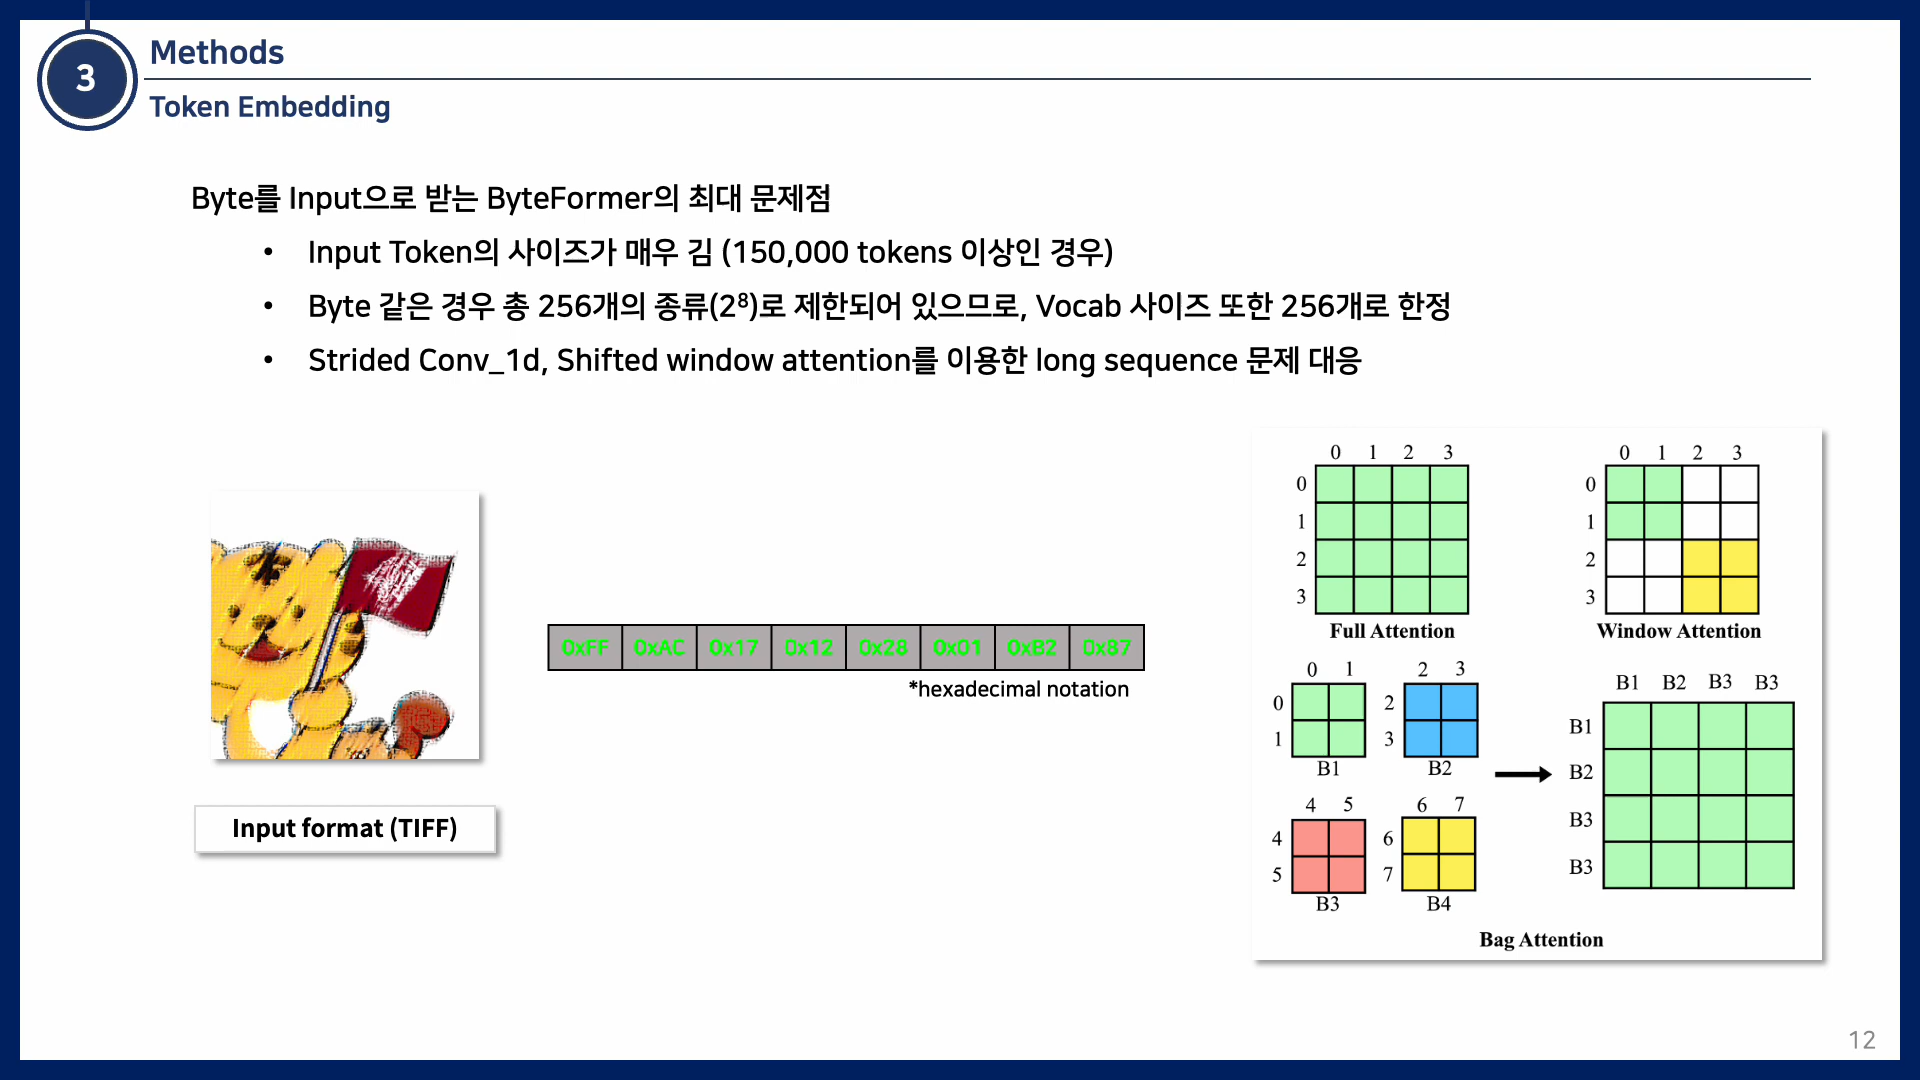 3
Methods
Token Embedding
Byte를 Input으로 받는 ByteFormer의 최대 문제점
• Input Token의 사이즈가 매우 김 (150,000 tokens 이상인 경우)
• Byte 같은 경우 총 256개의 종류(2⁸)로 제한되어 있으므로, Vocab 사이즈 또한 256개로 한정
• Strided Conv_1d, Shifted window attention를 이용한 long sequence 문제 대응
Input format (TIFF)
0xFF 0xAC 0x17 0x12 0x28 0x01 0xB2 0x87
*hexadecimal notation
0 1 2 3
0
1
2
3
Full Attention
0 1 2 3
0
1
2
3
Window Attention
0 1
0
1
B1
2 3
2
3
B2
4 5
4
5
B3
6 7
6
7
B4
B1 B2 B3 B3
B1
B2
B3
B3
Bag Attention
12